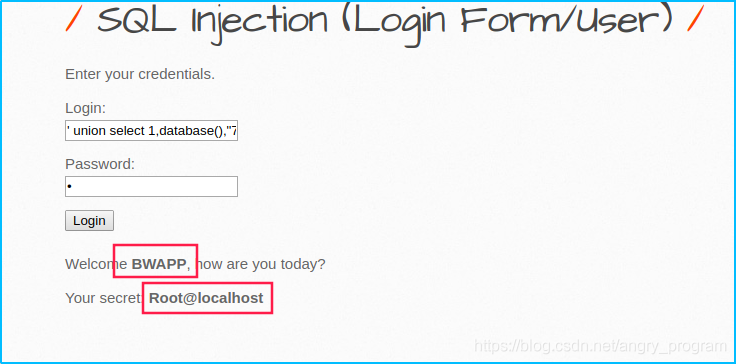 / SQL Injection (Login Form/User) /
Enter your credentials.
Login:
' union select 1,database(),"7
Password:
•
Login
Welcome BWAPP, how are you today?
Your secret: Root@localhost
https://blog.csdn.net/angry_program